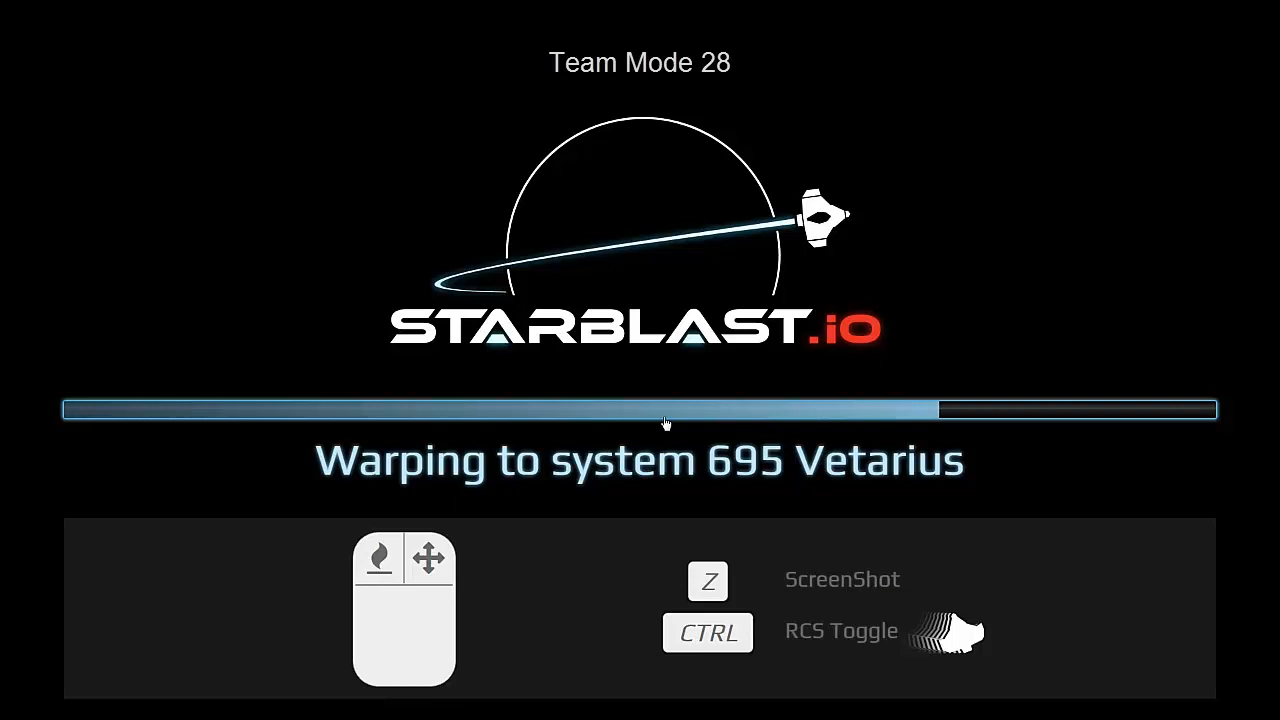 Team Mode 28
STARBLAST.io
Warping to system 695 Vetarius
Z ScreenShot
CTRL RCS Toggle